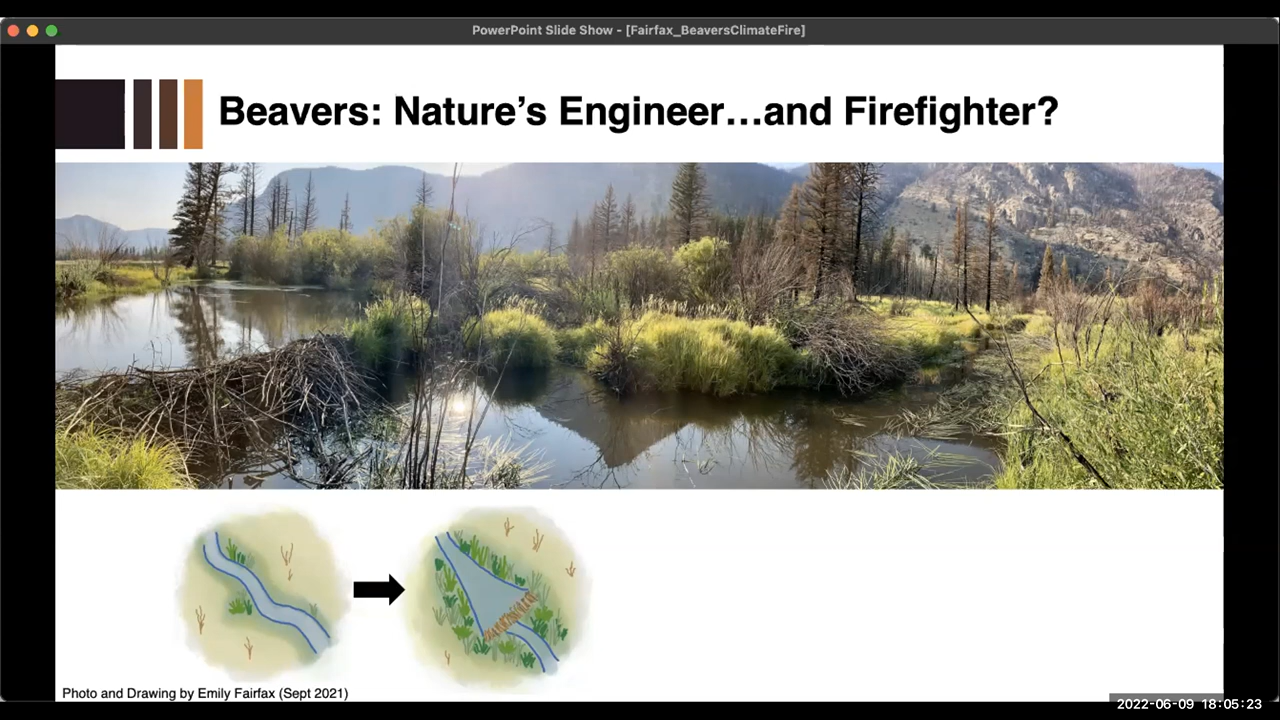 PowerPoint Slide Show - [Fairfax_BeaversClimateFire]
Beavers: Nature’s Engineer…and Firefighter?
Photo and Drawing by Emily Fairfax (Sept 2021)
2022-06-09 18:05:23